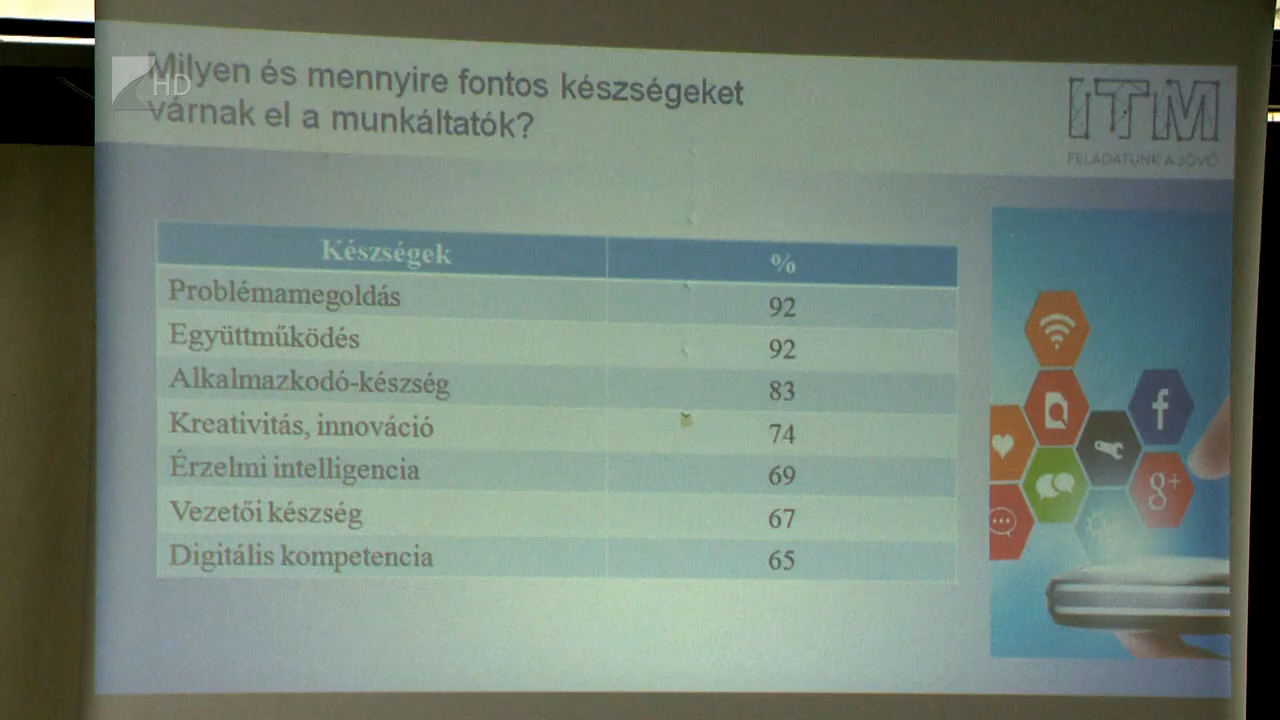 Milyen és mennyire fontos készségeket
várnak el a munkáltatók?
HD
ITM
FELADATUNK A JÖVŐ
Készségek %
Problémamegoldás 92
Együttműködés 92
Alkalmazkodó-készség 83
Kreativitás, innováció 74
Érzelmi intelligencia 69
Vezetői készség 67
Digitális kompetencia 65
f
g+